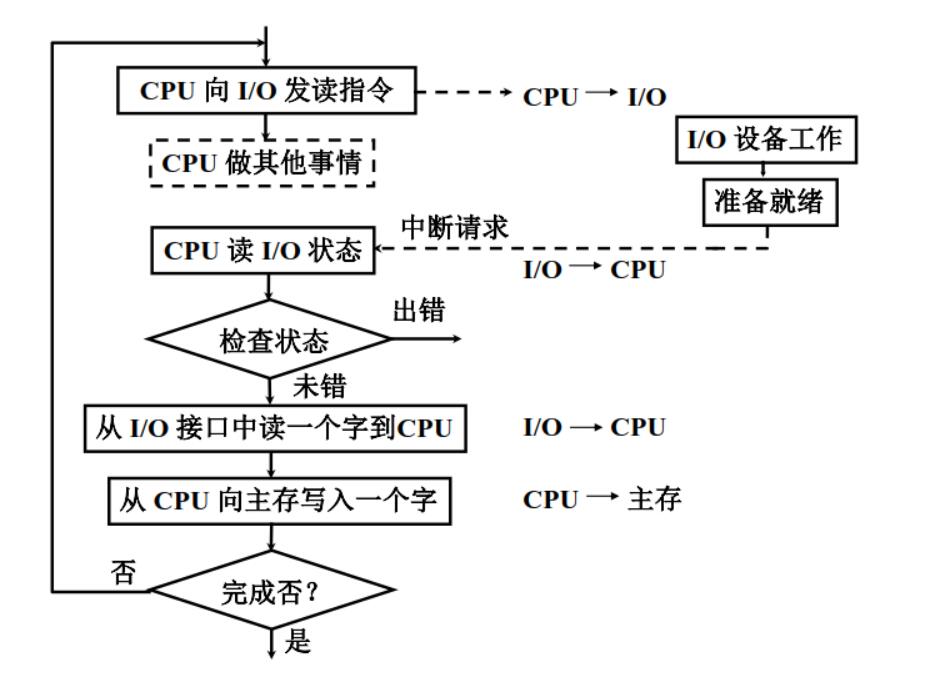 CPU 向 I/O 发读指令
CPU → I/O
I/O 设备工作
CPU 做其他事情
准备就绪
中断请求
CPU 读 I/O 状态
I/O → CPU
出错
检查状态
未错
从 I/O 接口中读一个字到CPU
I/O → CPU
从 CPU 向主存写入一个字
CPU → 主存
否
完成否？
是